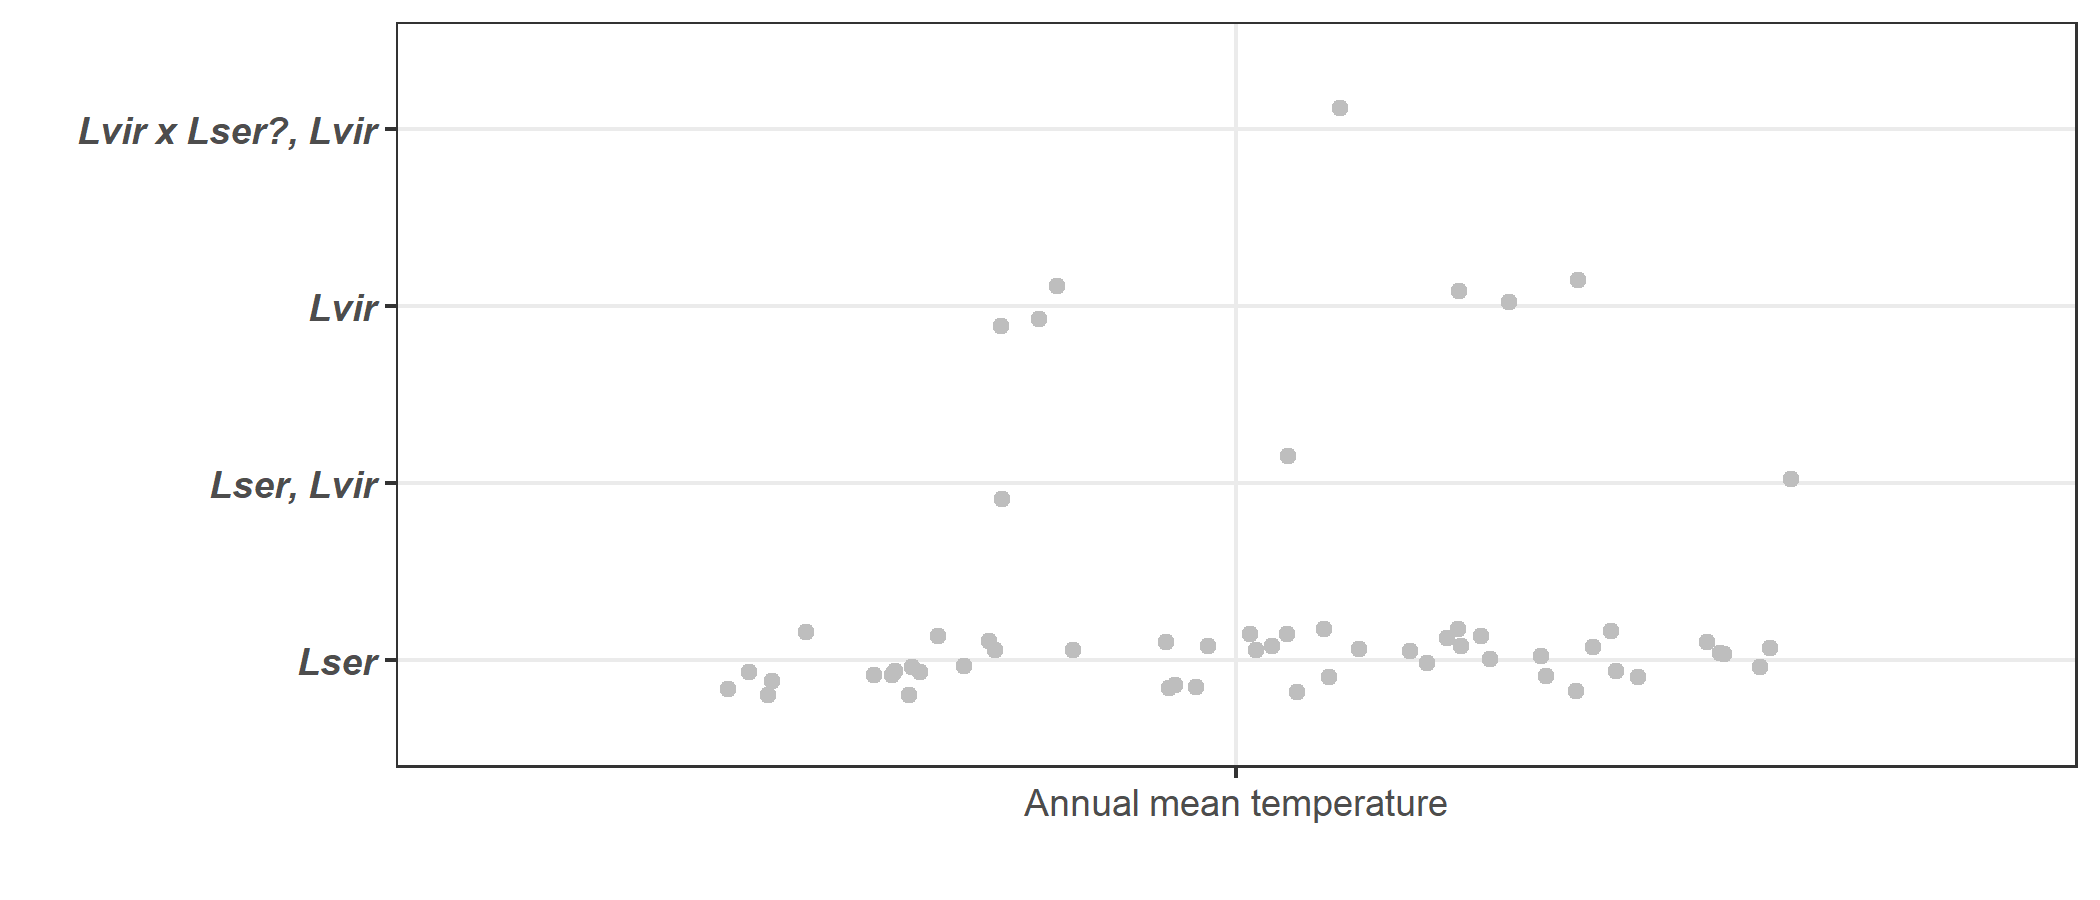 Lvir x Lser?, Lvir
Lvir
Lser, Lvir
Lser
Annual mean temperature